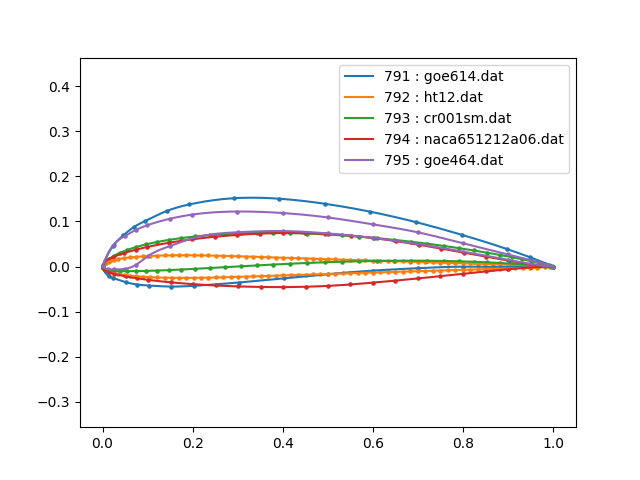 0.4
0.3
0.2
0.1
0.0
−0.1
−0.2
−0.3
0.0 0.2 0.4 0.6 0.8 1.0
791 : goe614.dat
792 : ht12.dat
793 : cr001sm.dat
794 : naca651212a06.dat
795 : goe464.dat